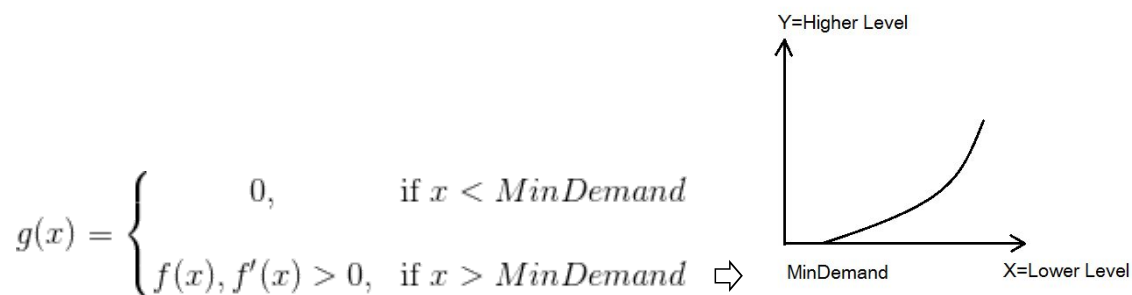 Y=Higher Level
g(x) = { 0, if x < MinDemand
f(x), f'(x) > 0, if x > MinDemand
MinDemand
X=Lower Level